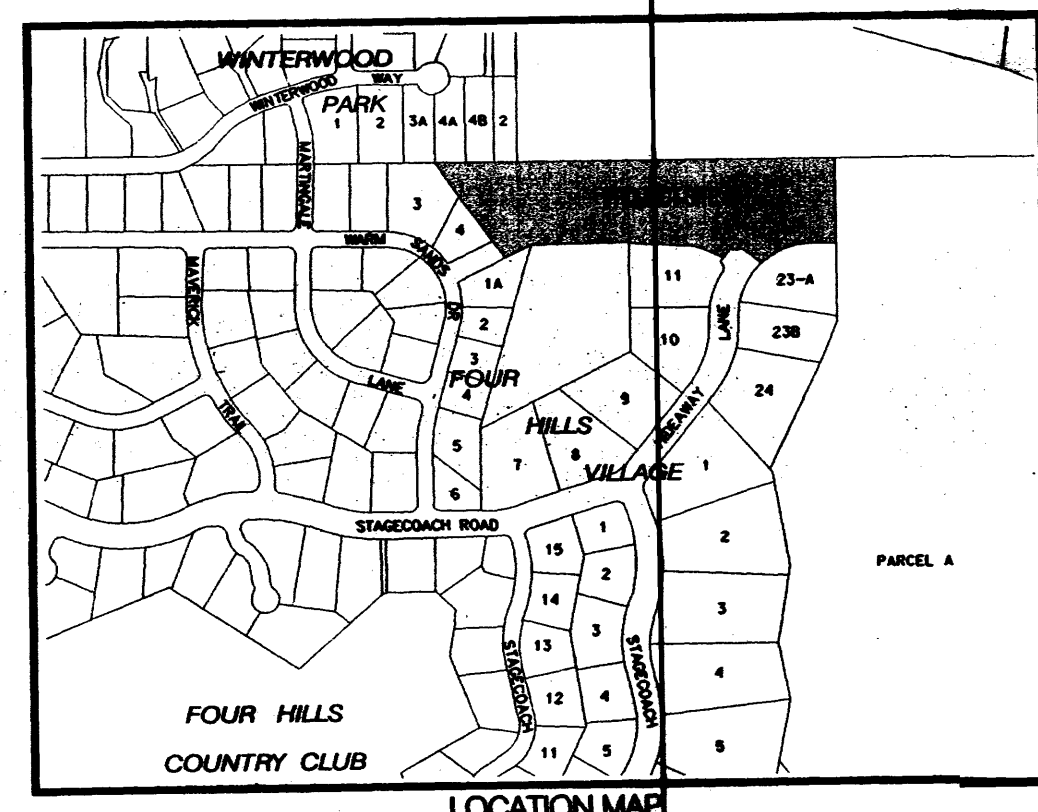 WINTERWOOD
WINTERWOOD WAY
PARK
1
2
3A
4A
4B
2
MARTINGALE
3
4
WARM SANDS DR
MAVERICK
1A
11
23-A
2
10
LANE
23B
3
LANE
FOUR
4
9
24
TRAIL
HILLS
HIDEAWAY
5
7
8
VILLAGE
1
6
STAGECOACH ROAD
15
1
2
PARCEL A
2
14
3
3
13
STAGECOACH
STAGECOACH
4
12
4
FOUR HILLS
COUNTRY CLUB
11
5
5
LOCATION MAP